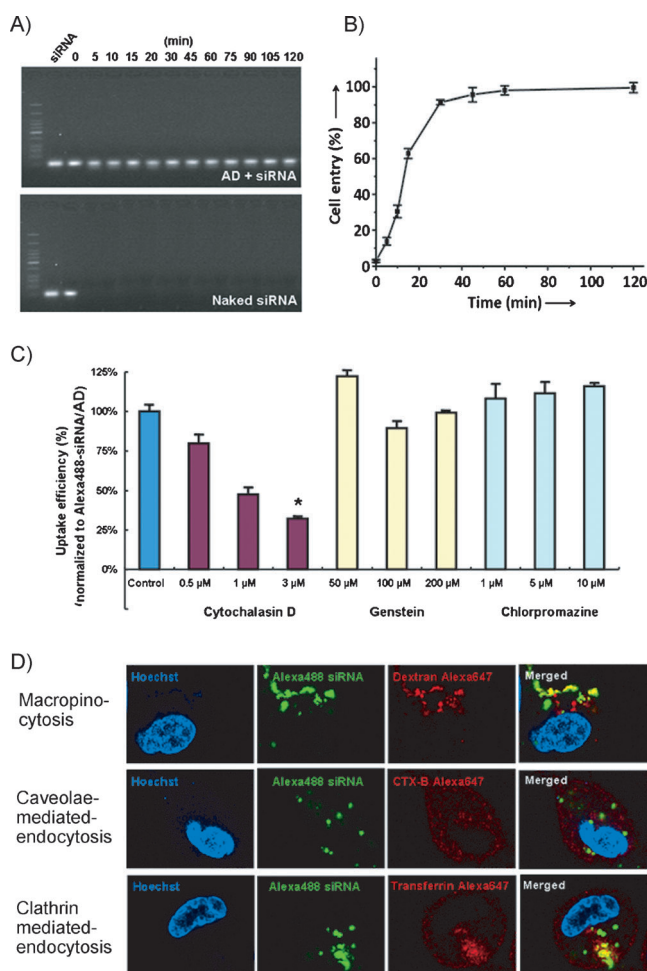 A)
siRNA
(min)
0 5 10 15 20 30 45 60 75 90 105 120
AD + siRNA
Naked siRNA
B)
Cell entry (%)
100
80
60
40
20
0
0 20 40 60 80 100 120
Time (min)
C)
Uptake efficiency (%)
(normalized to Alexa488-siRNA/AD)
125%
100%
75%
50%
25%
0%
*
Control 0.5 µM 1 µM 3 µM 50 µM 100 µM 200 µM 1 µM 5 µM 10 µM
Cytochalasin D Genstein Chlorpromazine
D)
Macropino-
cytosis
Hoechst Alexa488 siRNA Dextran Alexa647 Merged
Caveolae-
mediated-
endocytosis
Hoechst Alexa488 siRNA CTX-B Alexa647 Merged
Clathrin
mediated-
endocytosis
Hoechst Alexa488 siRNA Transferrin Alexa647 Merged